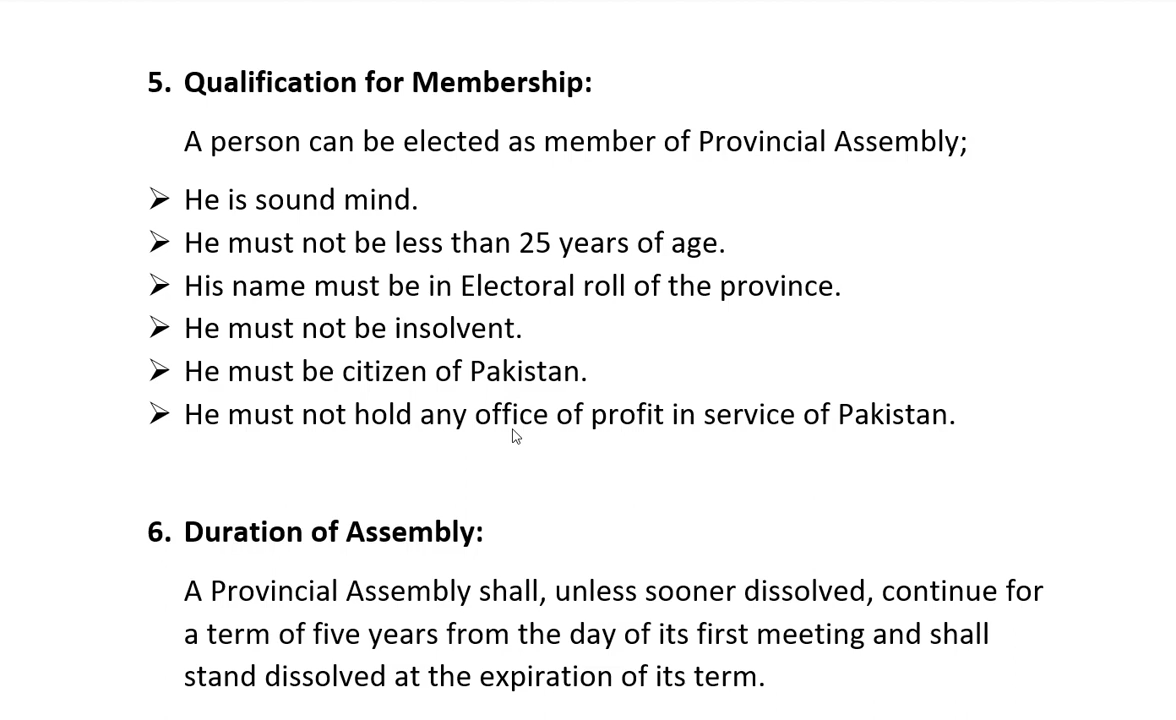 5. Qualification for Membership:
A person can be elected as member of Provincial Assembly;
➢ He is sound mind.
➢ He must not be less than 25 years of age.
➢ His name must be in Electoral roll of the province.
➢ He must not be insolvent.
➢ He must be citizen of Pakistan.
➢ He must not hold any office of profit in service of Pakistan.
6. Duration of Assembly:
A Provincial Assembly shall, unless sooner dissolved, continue for
a term of five years from the day of its first meeting and shall
stand dissolved at the expiration of its term.